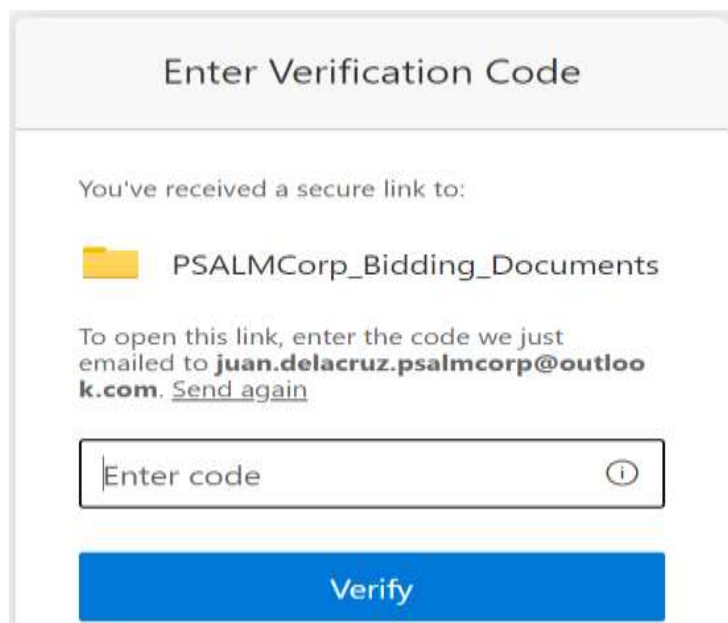 Enter Verification Code
You've received a secure link to:
PSALMCorp_Bidding_Documents
To open this link, enter the code we just
emailed to juan.delacruz.psalmcorp@outloo
k.com. Send again
Enter code
Verify